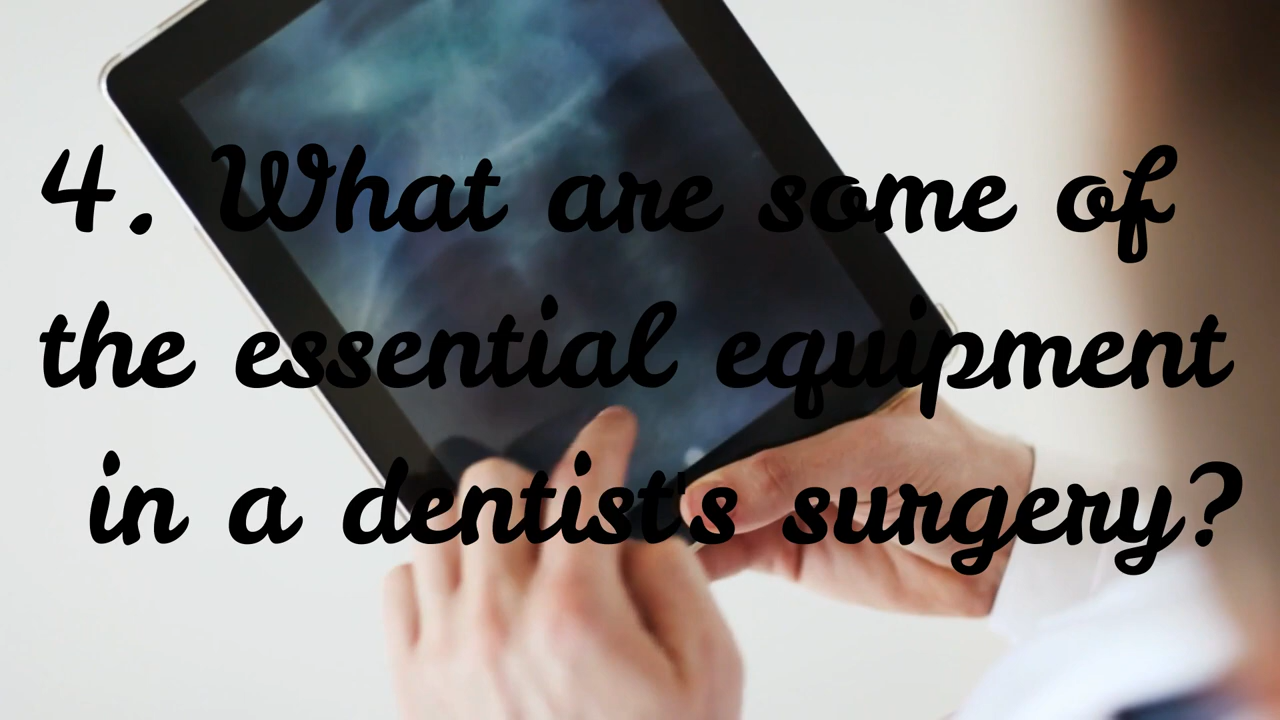 4. What are some of
the essential equipment
in a dentist's surgery?